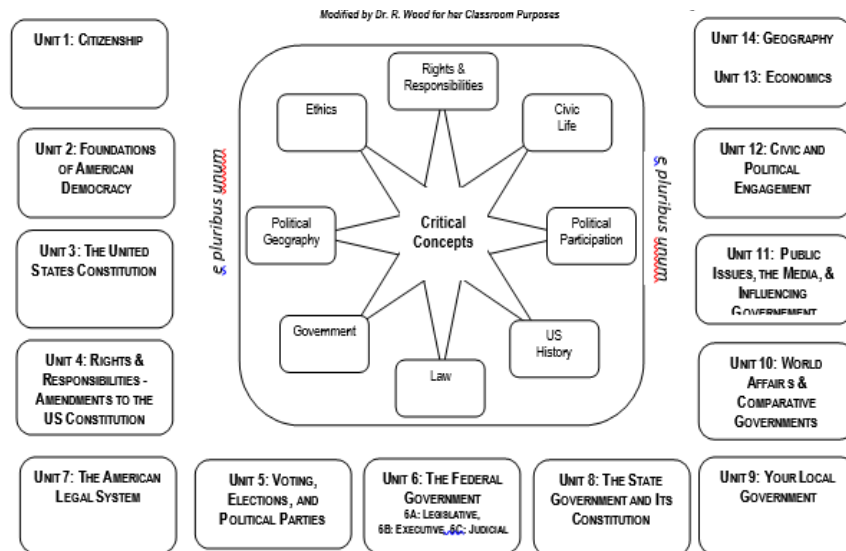 Modified by Dr. R. Wood for her Classroom Purposes
UNIT 1: CITIZENSHIP
UNIT 2: FOUNDATIONS
OF AMERICAN
DEMOCRACY
UNIT 3: THE UNITED
STATES CONSTITUTION
UNIT 4: RIGHTS &
RESPONSIBILITIES -
AMENDMENTS TO THE
US CONSTITUTION
e pluribus unum
Rights &
Responsibilities
Ethics
Civic
Life
Political
Geography
Critical
Concepts
Political
Participation
Government
US
History
Law
e pluribus unum
UNIT 14: GEOGRAPHY
UNIT 13: ECONOMICS
UNIT 12: CIVIC AND
POLITICAL
ENGAGEMENT
UNIT 11: PUBLIC
ISSUES, THE MEDIA, &
INFLUENCING
GOVERNEMENT
UNIT 10: WORLD
AFFAIRS &
COMPARATIVE
GOVERNMENTS
UNIT 7: THE AMERICAN
LEGAL SYSTEM
UNIT 5: VOTING,
ELECTIONS, AND
POLITICAL PARTIES
UNIT 6: THE FEDERAL
GOVERNMENT
6A: LEGISLATIVE,
6B: EXECUTIVE, 6C: JUDICIAL
UNIT 8: THE STATE
GOVERNMENT AND ITS
CONSTITUTION
UNIT 9: YOUR LOCAL
GOVERNMENT